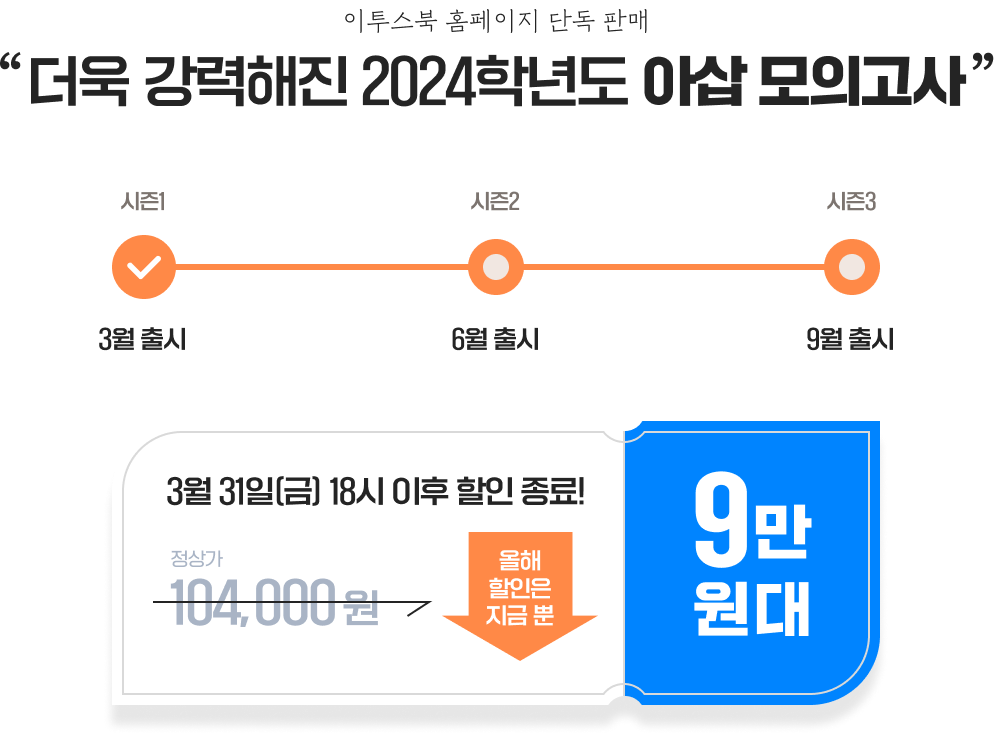 이투스북 홈페이지 단독 판매
“더욱 강력해진 2024학년도 아삽 모의고사”
시즌1 시즌2 시즌3
3월 출시 6월 출시 9월 출시
3월 31일(금) 18시 이후 할인 종료!
정상가
104,000 원
올해
할인은
지금 뿐
9만
원대